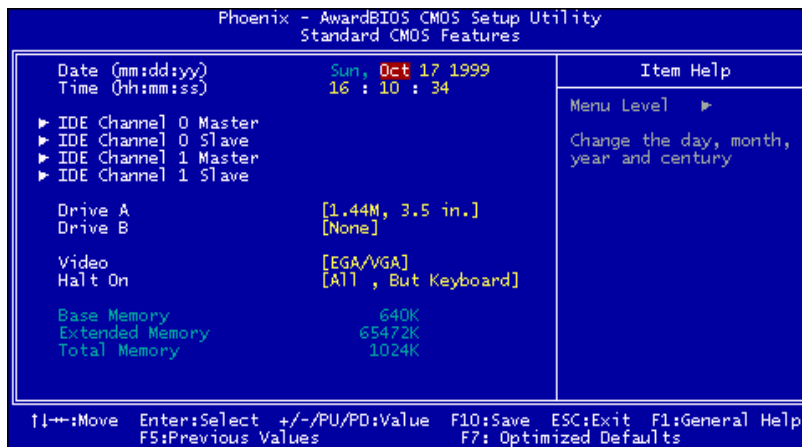 Phoenix - AwardBIOS CMOS Setup Utility
Standard CMOS Features
Date (mm:dd:yy) Sun, Oct 17 1999
Time (hh:mm:ss) 16 : 10 : 34
► IDE Channel 0 Master
► IDE Channel 0 Slave
► IDE Channel 1 Master
► IDE Channel 1 Slave
Drive A [1.44M, 3.5 in.]
Drive B [None]
Video [EGA/VGA]
Halt On [All , But Keyboard]
Base Memory 640K
Extended Memory 65472K
Total Memory 1024K
Item Help
Menu Level ►
Change the day, month,
year and century
↑↓→←:Move Enter:Select +/-/PU/PD:Value F10:Save ESC:Exit F1:General Help
F5:Previous Values F7: Optimized Defaults